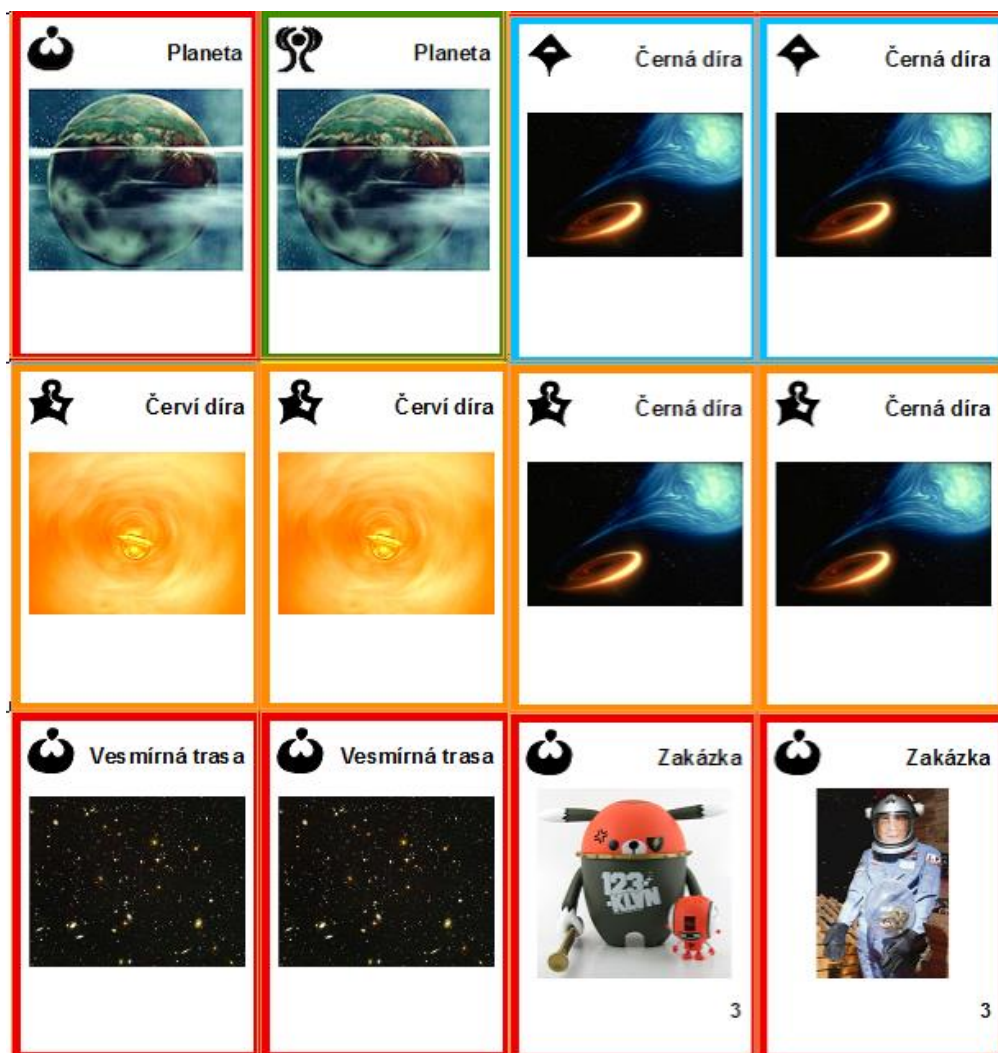 Planeta
Planeta
Černá díra
Černá díra
Červí díra
Červí díra
Černá díra
Černá díra
Vesmírná trasa
Vesmírná trasa
Zakázka
123-
KLAN
3
Zakázka
3